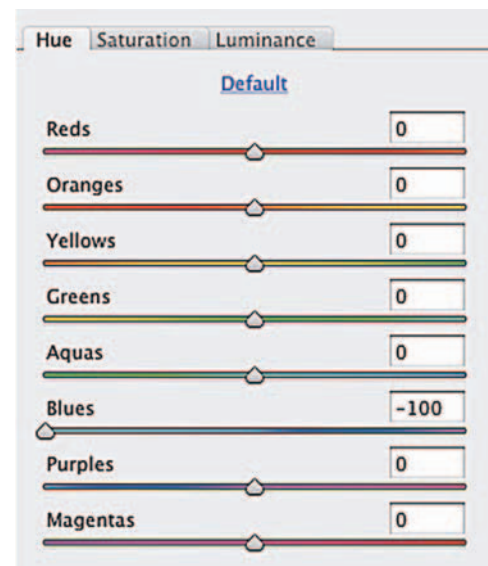 Hue Saturation Luminance
Default
Reds 0
Oranges 0
Yellows 0
Greens 0
Aquas 0
Blues -100
Purples 0
Magentas 0